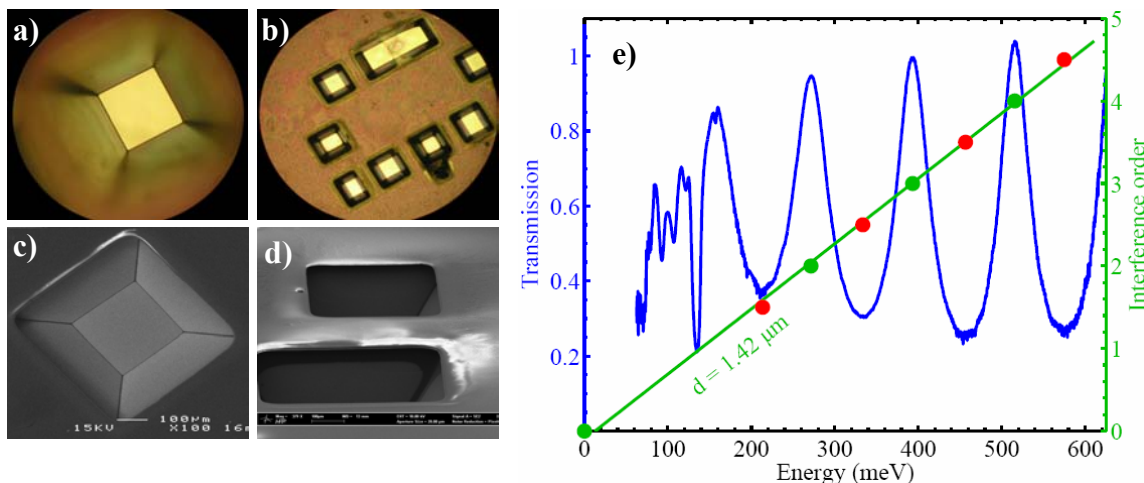 a)
b)
c)
100µm
.15KV X100 16m
d)
e)
Transmission
1
0.8
0.6
0.4
0.2
5
4
3
2
1
0
Interference order
d = 1.42 µm
0 100 200 300 400 500 600
Energy (meV)